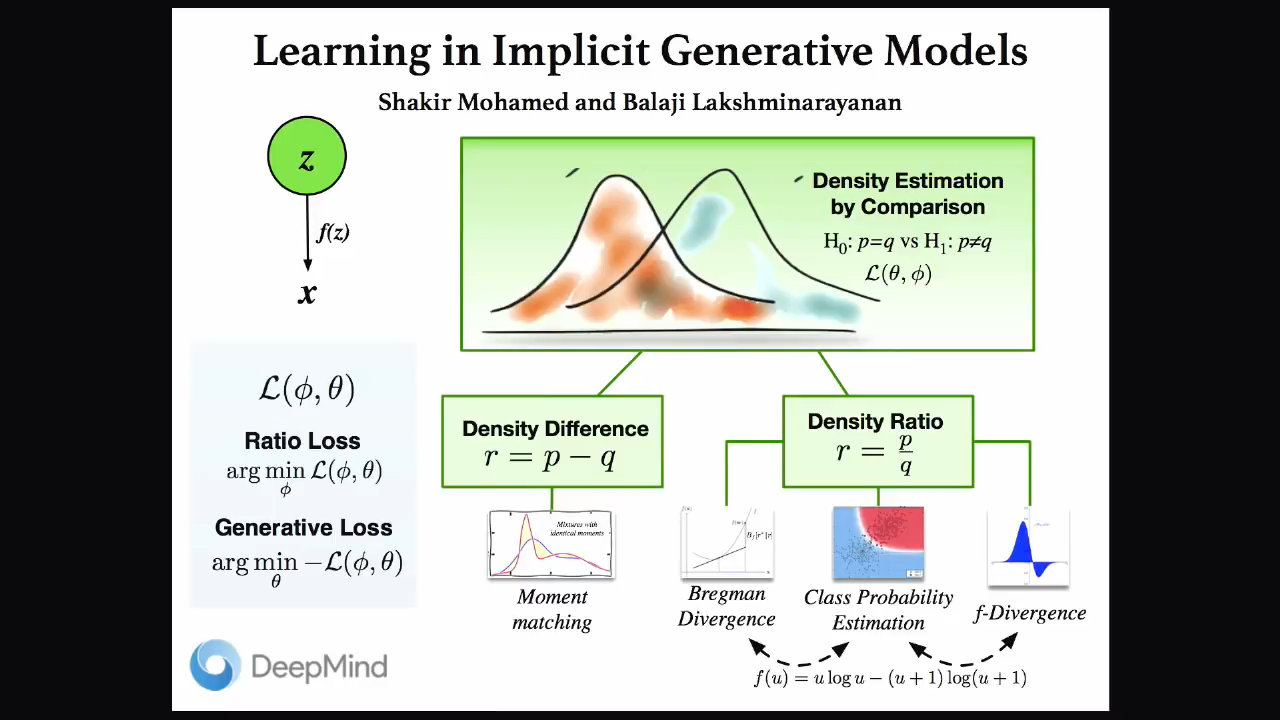 Learning in Implicit Generative Models
Shakir Mohamed and Balaji Lakshminarayanan
z
f(z)
x
Density Estimation
by Comparison
H₀: p=q vs H₁: p≠q
ℒ(θ, ϕ)
ℒ(ϕ, θ)
Ratio Loss
arg min ℒ(ϕ, θ)
ϕ
Generative Loss
arg min −ℒ(ϕ, θ)
θ
Density Difference
r = p − q
Density Ratio
r = p/q
Mixtures with
identical moments
Moment
matching
Bregman
Divergence
Class Probability
Estimation
f-Divergence
f(u) = u log u − (u + 1) log(u + 1)
DeepMind